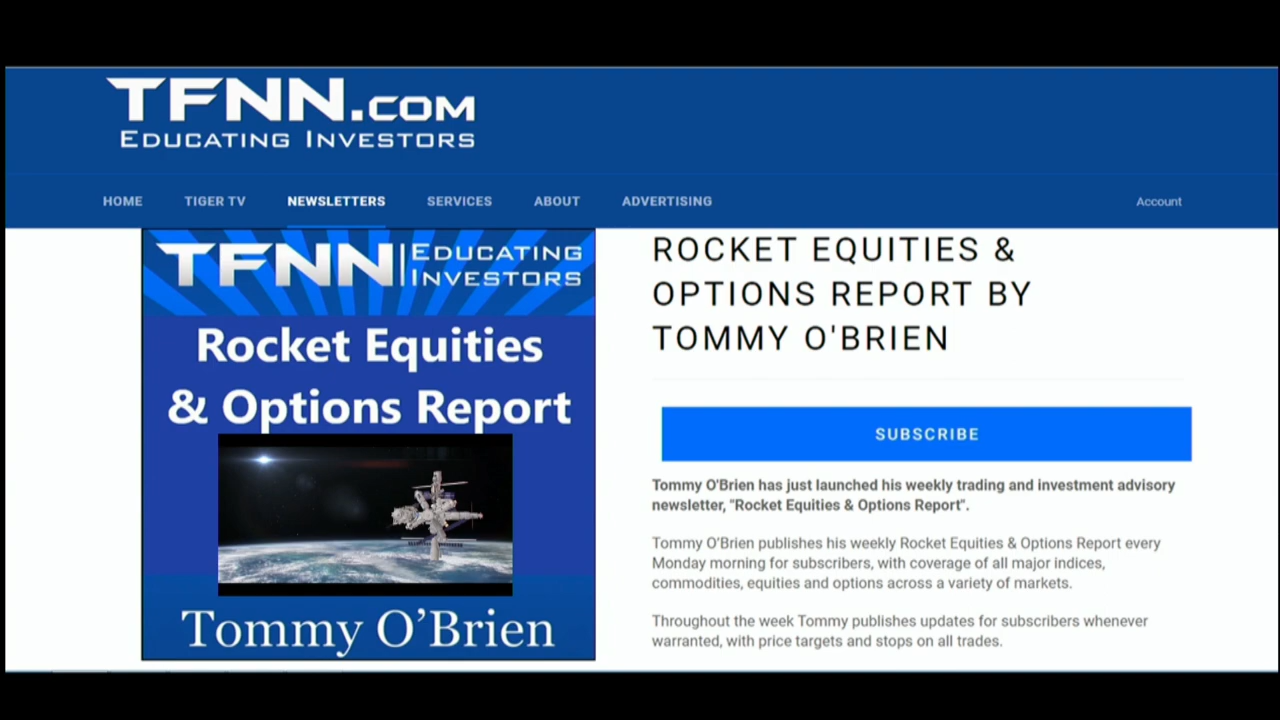 TFNN.COM
EDUCATING INVESTORS
HOME TIGER TV NEWSLETTERS SERVICES ABOUT ADVERTISING Account
TFNN EDUCATING
INVESTORS
Rocket Equities
& Options Report
Tommy O’Brien
ROCKET EQUITIES &
OPTIONS REPORT BY
TOMMY O'BRIEN
SUBSCRIBE
Tommy O'Brien has just launched his weekly trading and investment advisory
newsletter, "Rocket Equities & Options Report".
Tommy O'Brien publishes his weekly Rocket Equities & Options Report every
Monday morning for subscribers, with coverage of all major indices,
commodities, equities and options across a variety of markets.
Throughout the week Tommy publishes updates for subscribers whenever
warranted, with price targets and stops on all trades.